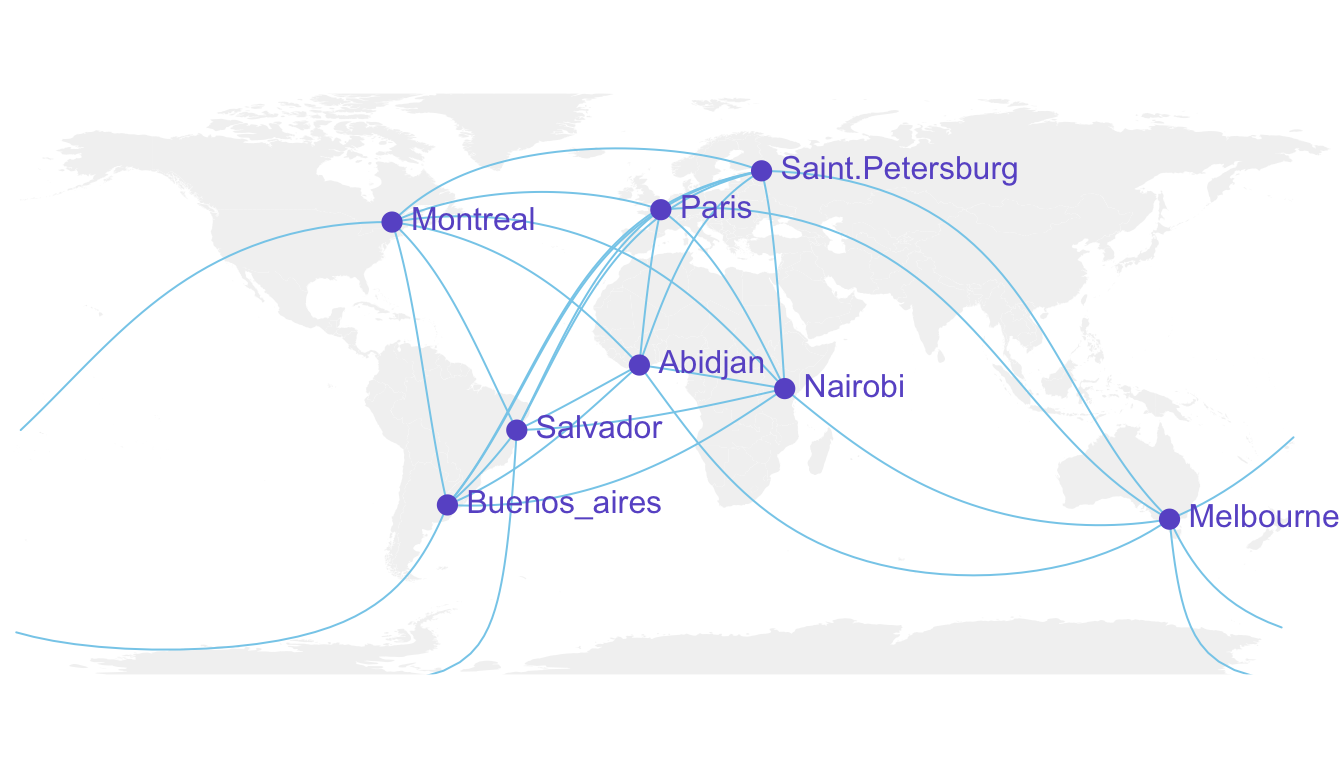 Saint.Petersburg
Paris
Montreal
Abidjan
Nairobi
Salvador
Buenos_aires
Melbourne